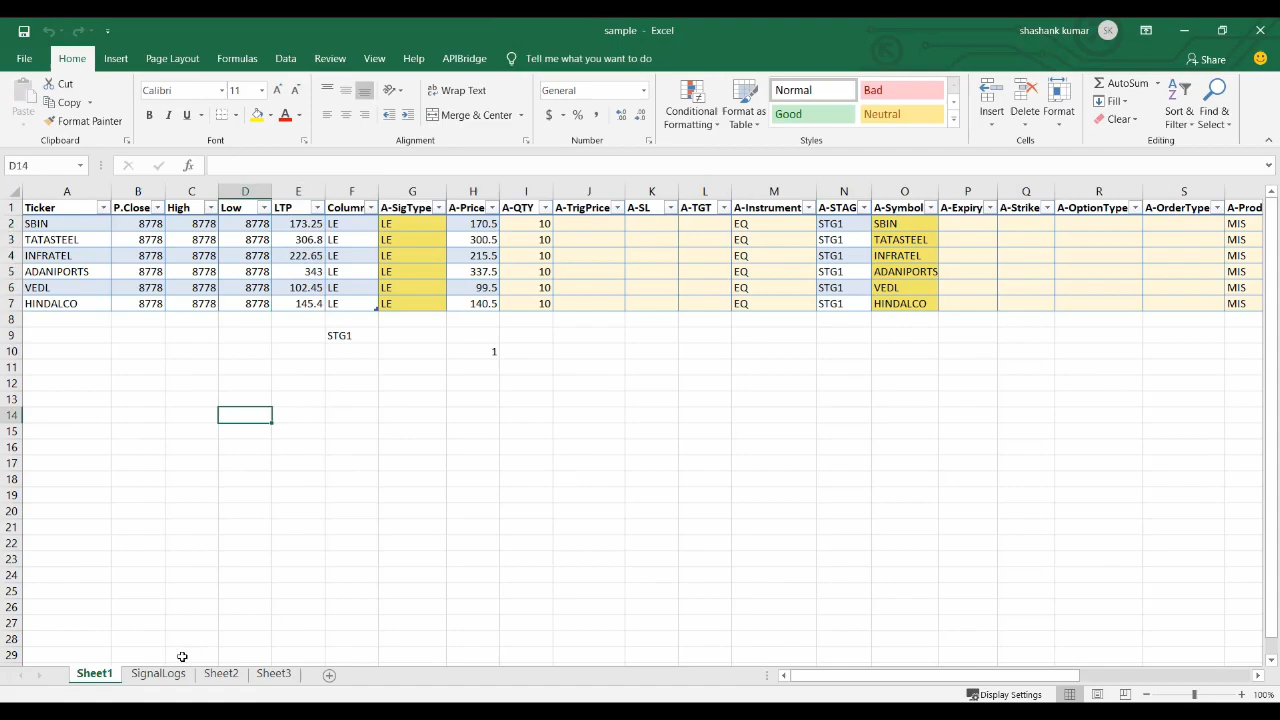 sample - Excel
shashank kumar SK
File Home Insert Page Layout Formulas Data Review View Help APIBridge Tell me what you want to do Share
Paste Cut Copy Format Painter Clipboard
Calibri 11 A A B I U A Font
Wrap Text Merge & Center Alignment
General $ % , Number
Conditional Formatting Format as Table Normal Bad Good Neutral Styles
Insert Delete Format Cells
AutoSum Fill Clear Sort & Filter Find & Select Editing
D14 fx
A B C D E F G H I J K L M N O P Q R S
1 Ticker P.Close High Low LTP Column A-SigType A-Price A-QTY A-TrigPrice A-SL A-TGT A-Instrument A-STAG A-Symbol A-Expiry A-Strike A-OptionType A-OrderType A-Prod
2 SBIN 8778 8778 8778 173.25 LE LE 170.5 10 EQ STG1 SBIN MIS
3 TATASTEEL 8778 8778 8778 306.8 LE LE 300.5 10 EQ STG1 TATASTEEL MIS
4 INFRATEL 8778 8778 8778 222.65 LE LE 215.5 10 EQ STG1 INFRATEL MIS
5 ADANIPORTS 8778 8778 8778 343 LE LE 337.5 10 EQ STG1 ADANIPORTS MIS
6 VEDL 8778 8778 8778 102.45 LE LE 99.5 10 EQ STG1 VEDL MIS
7 HINDALCO 8778 8778 8778 145.4 LE LE 140.5 10 EQ STG1 HINDALCO MIS
8
9 STG1
10 1
11
12
13
14
15
16
17
18
19
20
21
22
23
24
25
26
27
28
29
Sheet1 SignalLogs Sheet2 Sheet3
Display Settings 100%